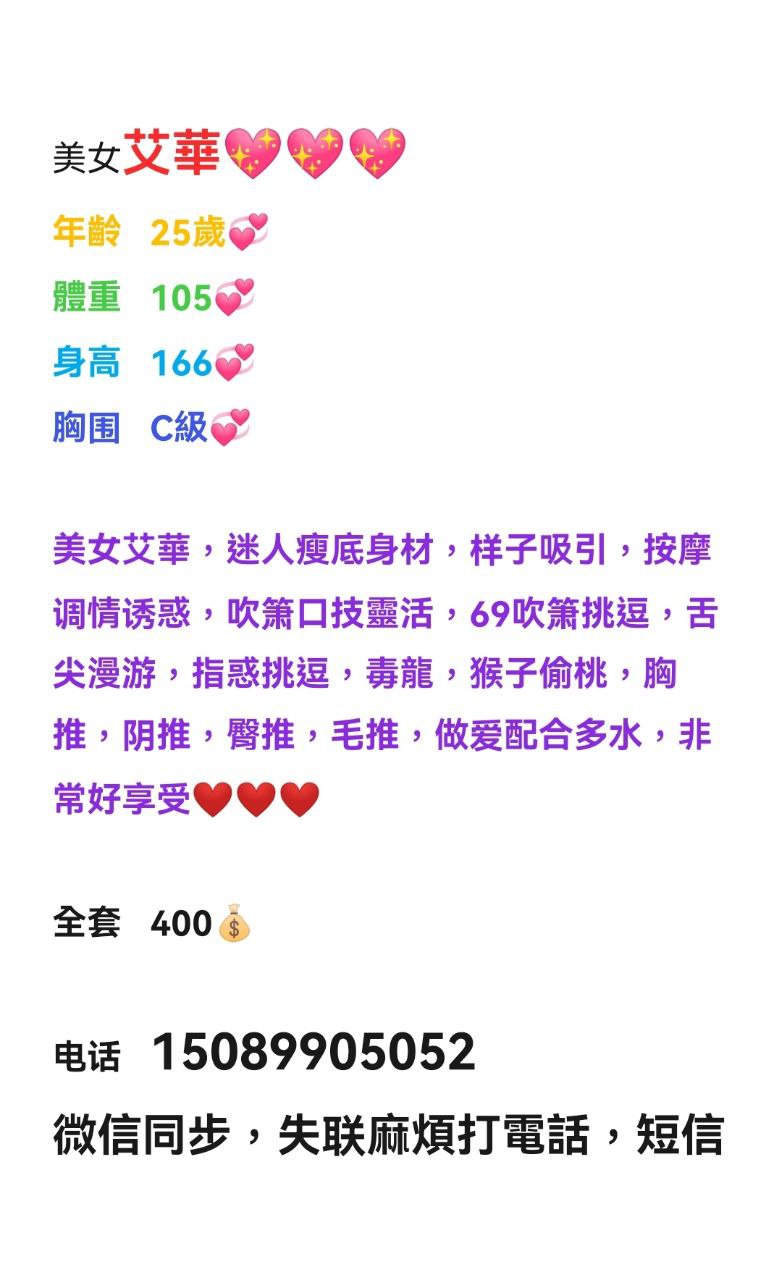 美女艾華💖💖💖
年齡 25歲💞
體重 105💞
身高 166💞
胸围 C級💞
美女艾華，迷人瘦底身材，样子吸引，按摩
调情诱惑，吹箫口技靈活，69吹箫挑逗，舌
尖漫游，指惑挑逗，毒龍，猴子偷桃，胸
推，阴推，臀推，毛推，做爱配合多水，非
常好享受❤️❤️❤️
全套 400💰
电话 15089905052
微信同步，失联麻煩打電話，短信